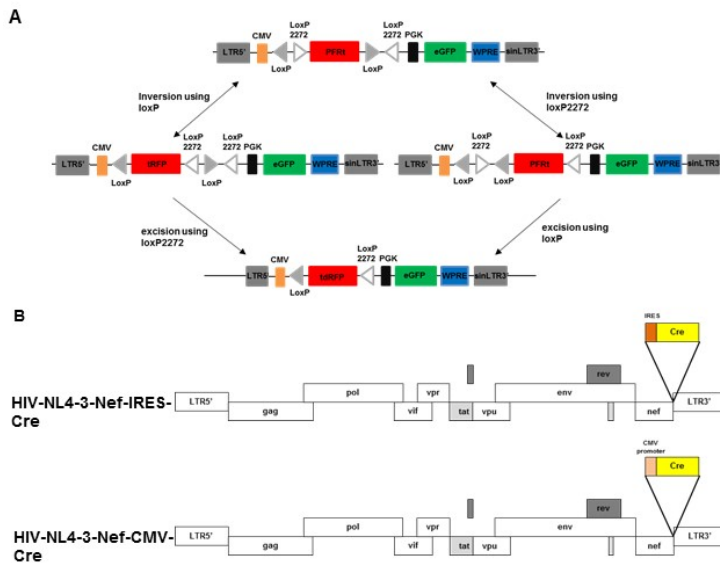 A
LTR5' CMV LoxP LoxP 2272 PFRt LoxP LoxP 2272 PGK eGFP WPRE sinLTR3'
Inversion using
loxP
Inversion using
loxP2272
LTR5' CMV LoxP tRFP LoxP 2272 LoxP LoxP 2272 PGK eGFP WPRE sinLTR3'
CMV LoxP LoxP 2272 LoxP PFRt LoxP 2272 PGK eGFP WPRE sinLTR3'
LTR5'
excision using
loxP2272
excision using
loxP
LTR5' CMV LoxP LoxP 2272 PGK eGFP WPRE sinLTR3'
B
IRES
Cre
rev
pol vpr env
HIV-NL4-3-Nef-IRES-
Cre
LTR5' gag vif tat vpu nef LTR3'
CMV
promoter
Cre
rev
pol vpr env
HIV-NL4-3-Nef-CMV-
Cre
LTR5' gag vif tat vpu nef LTR3'